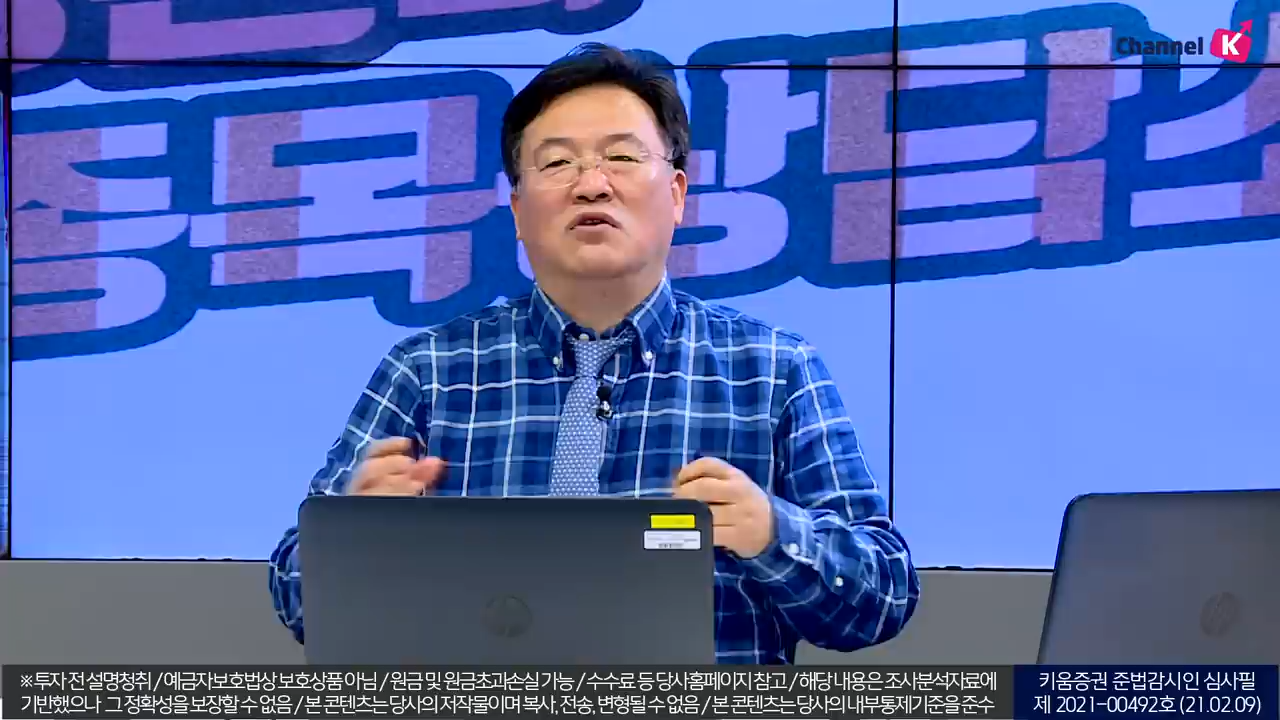 Channel K
종목상담소
※ 투자 전 설명청취 / 예금자보호법상 보호상품 아님 / 원금 및 원금초과손실 가능 / 수수료 등 당사홈페이지 참고 / 해당 내용은 조사분석자료에
기반했으나 그 정확성을 보장할 수 없음 / 본 콘텐츠는 당사의 저작물이며 복사, 전송, 변형될 수 없음 / 본 콘텐츠는 당사의 내부통제기준을 준수
키움증권 준법감시인 심사필
제 2021-00492호 (21.02.09)